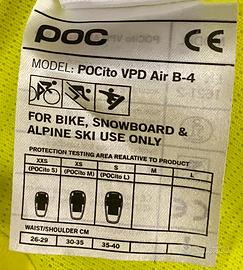 poc CE
MODEL: POCito VPD Air B-4
FOR BIKE, SNOWBOARD &
ALPINE SKI USE ONLY
PROTECTION TESTING AREA REALATIVE TO PRODUCT
XXS XS S M L
(POCito S) (POCito M) (POCito L)
WAIST/SHOULDER CM
26-29 30-35 35-40